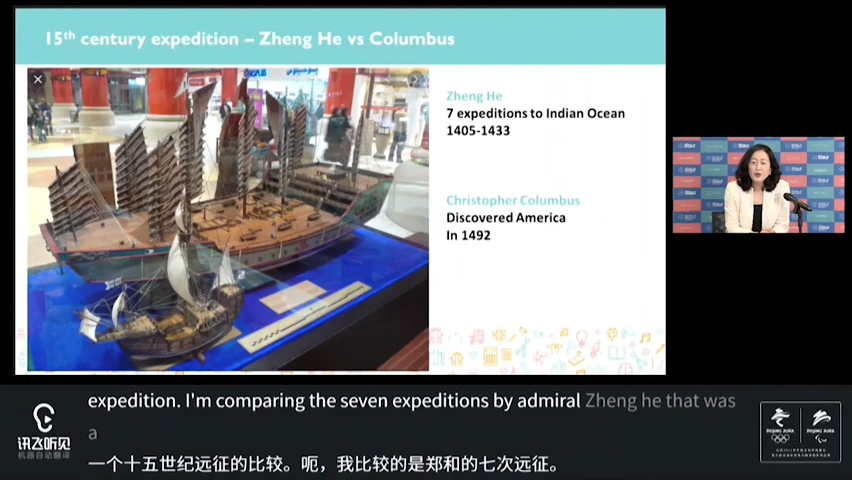 15th century expedition – Zheng He vs Columbus
Zheng He
7 expeditions to Indian Ocean
1405-1433
Christopher Columbus
Discovered America
In 1492
expedition. I'm comparing the seven expeditions by admiral Zheng he that was
a
一个十五世纪远征的比较。呃，我比较的是郑和的七次远征。
讯飞听见
机器自动翻译
BEIJING 2022